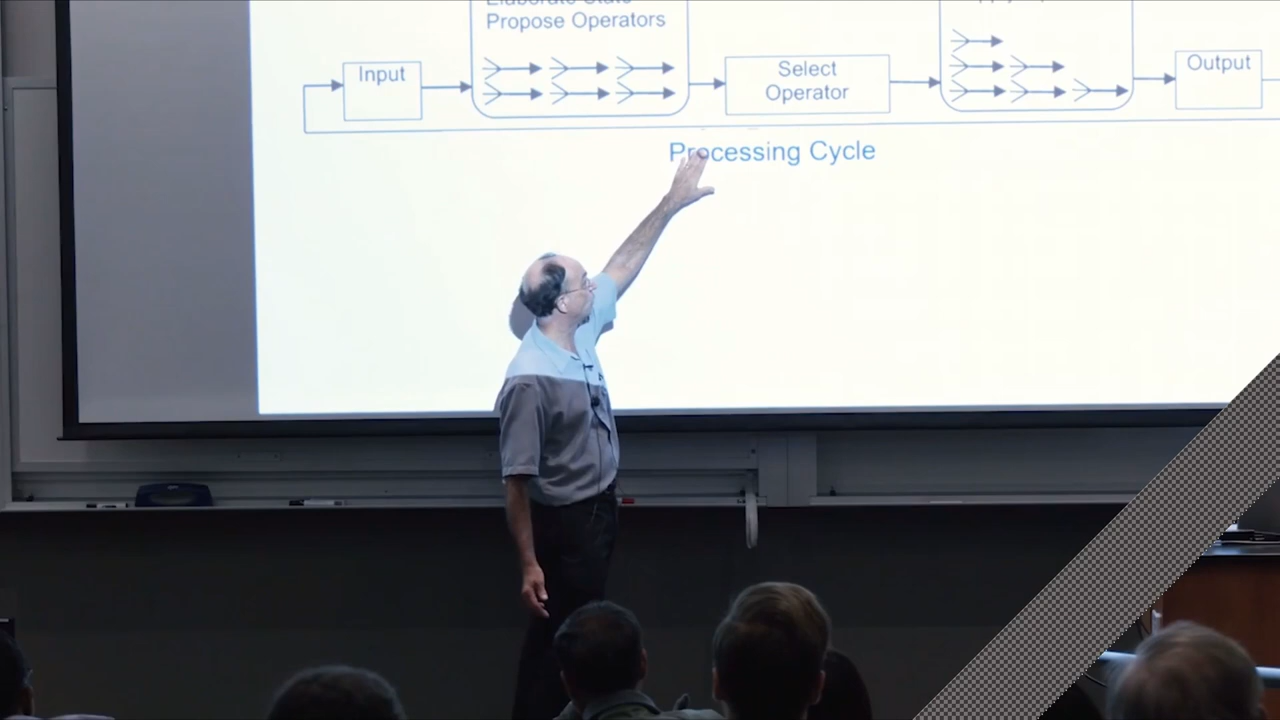 Propose Operators
Input
Select
Operator
Output
Processing Cycle